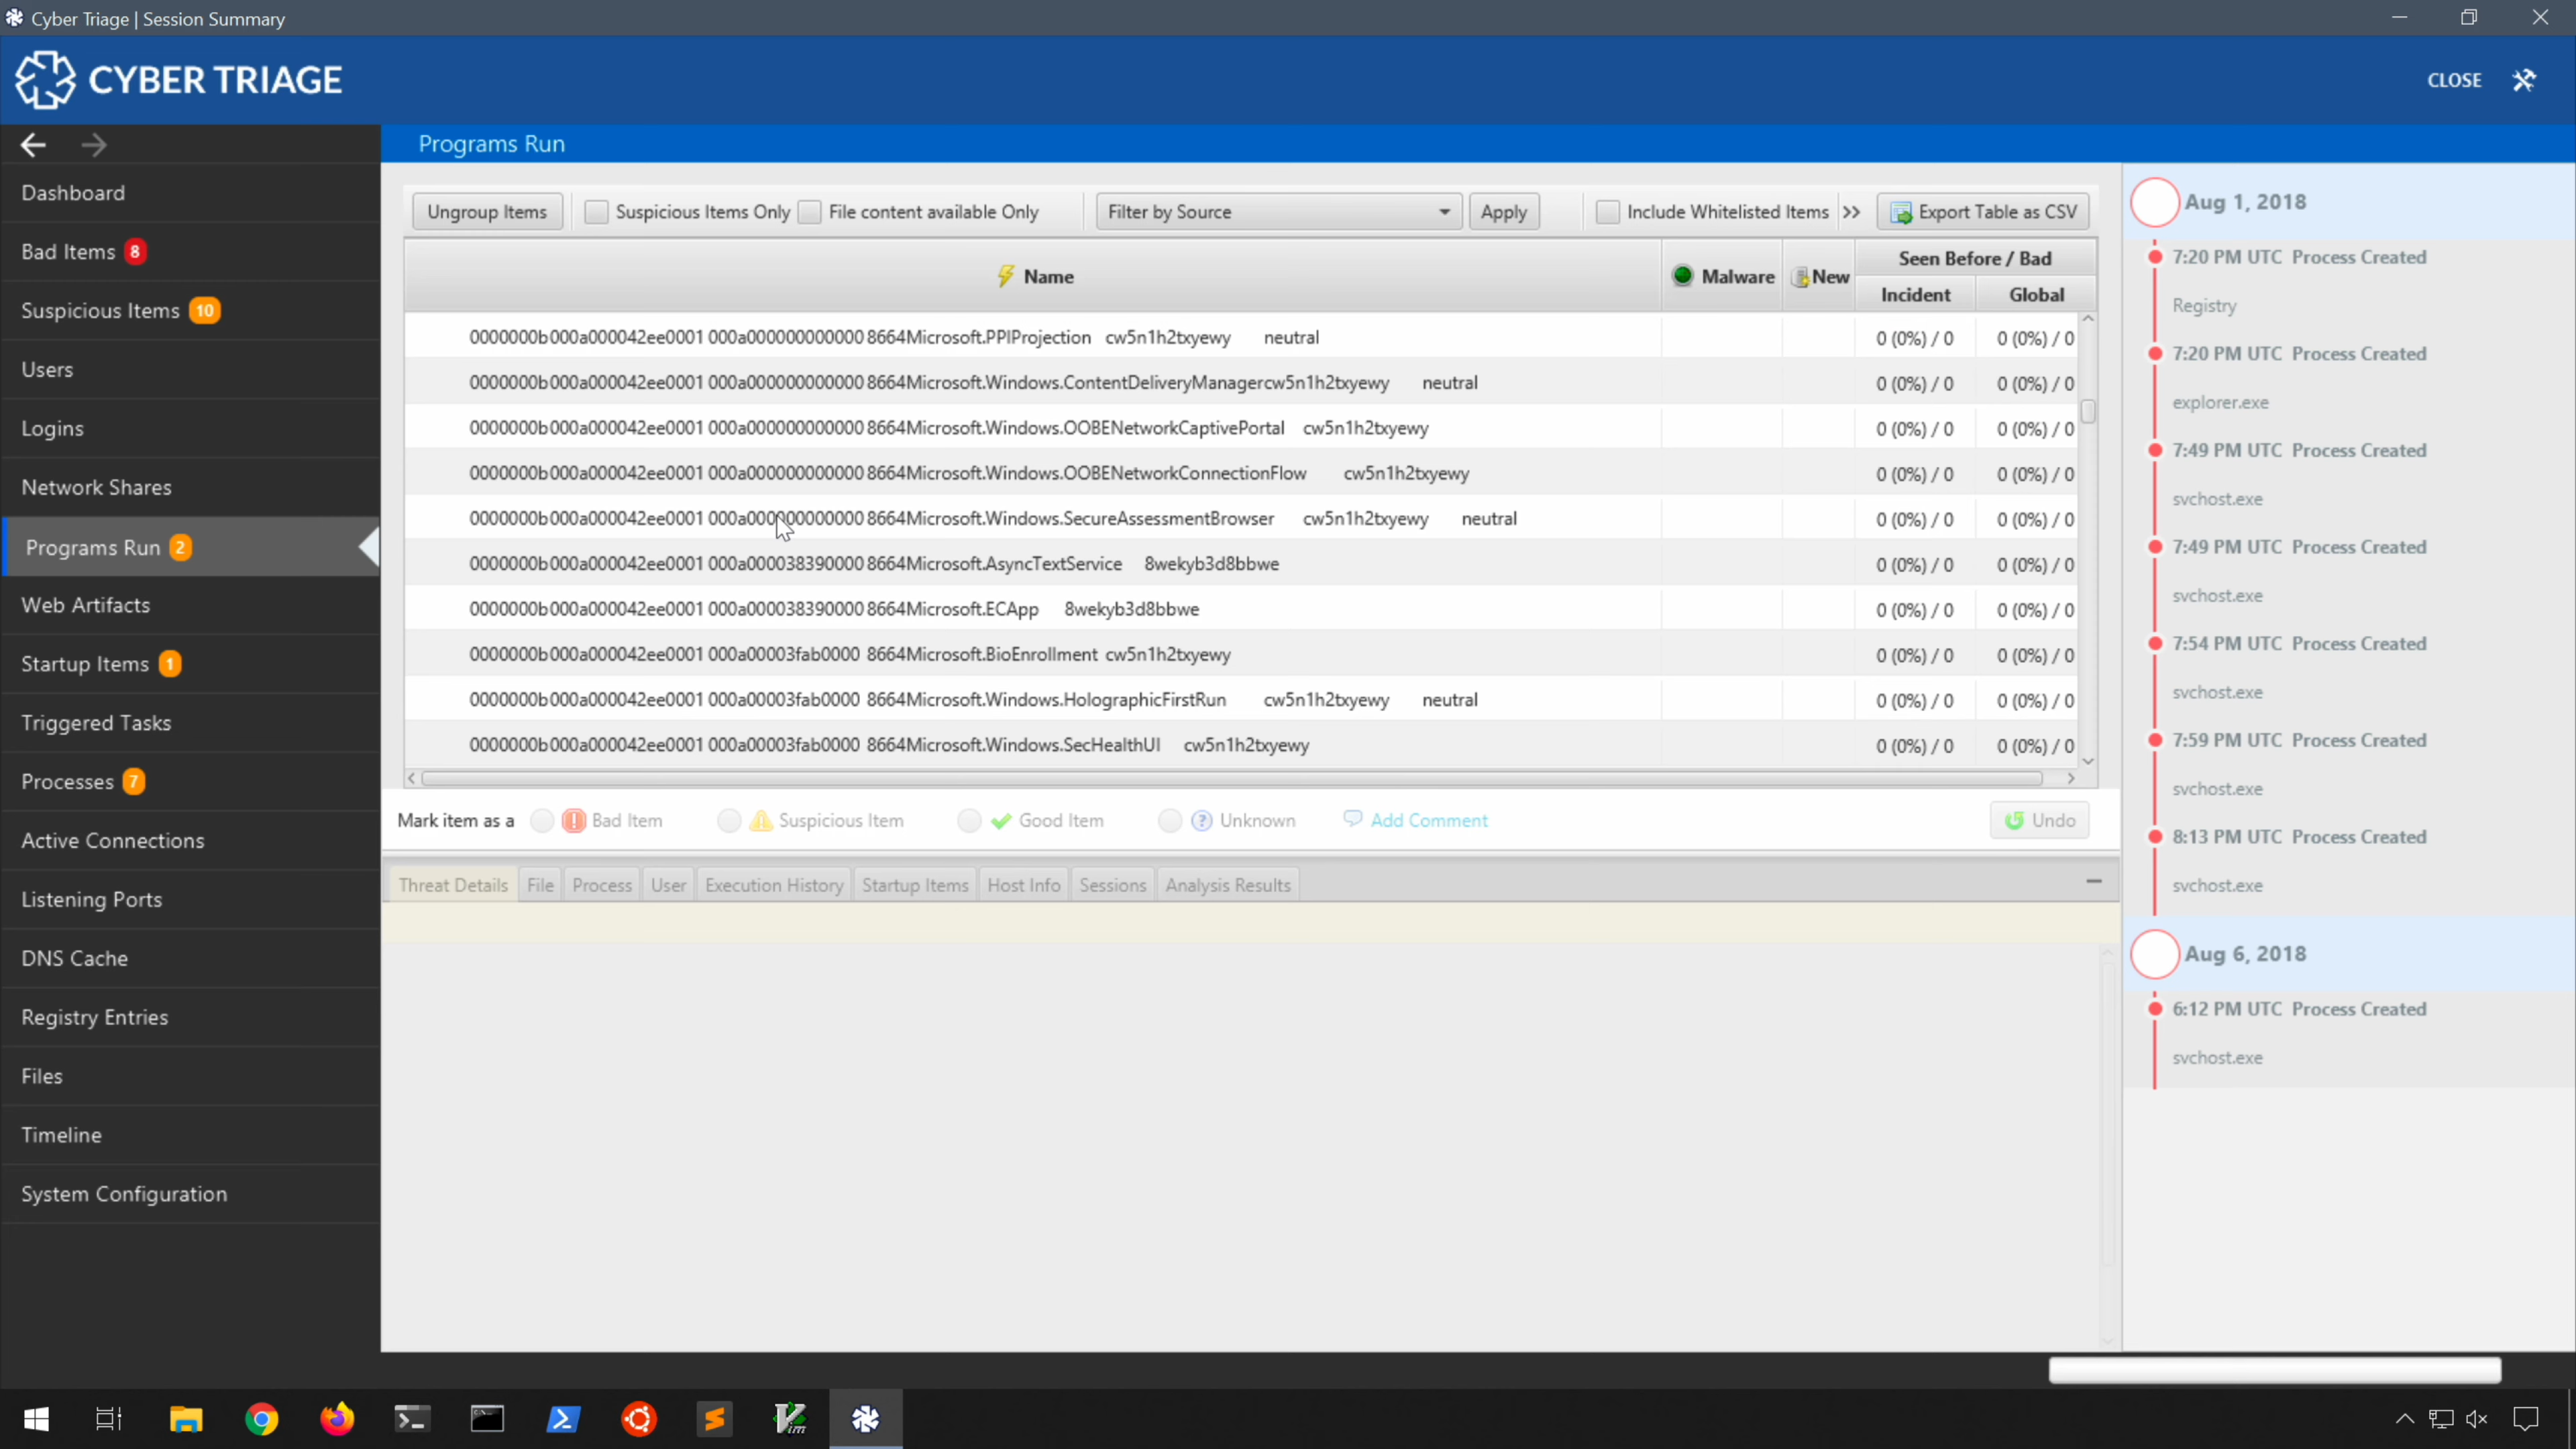 Cyber Triage | Session Summary
CYBER TRIAGE
CLOSE
Programs Run
Dashboard
Bad Items 8
Suspicious Items 10
Users
Logins
Network Shares
Programs Run 2
Web Artifacts
Startup Items 1
Triggered Tasks
Processes 7
Active Connections
Listening Ports
DNS Cache
Registry Entries
Files
Timeline
System Configuration
Ungroup Items Suspicious Items Only File content available Only Filter by Source Apply Include Whitelisted Items >> Export Table as CSV
Name Malware New Seen Before / Bad
Incident Global
0000000b000a000042ee0001 000a000000000000 8664Microsoft.PPIProjection cw5n1h2txyewy neutral 0 (0%) / 0 0 (0%) / 0
0000000b000a000042ee0001 000a000000000000 8664Microsoft.Windows.ContentDeliveryManagercw5n1h2txyewy neutral 0 (0%) / 0 0 (0%) / 0
0000000b000a000042ee0001 000a000000000000 8664Microsoft.Windows.OOBENetworkCaptivePortal cw5n1h2txyewy 0 (0%) / 0 0 (0%) / 0
0000000b000a000042ee0001 000a000000000000 8664Microsoft.Windows.OOBENetworkConnectionFlow cw5n1h2txyewy 0 (0%) / 0 0 (0%) / 0
0000000b000a000042ee0001 000a000000000000 8664Microsoft.Windows.SecureAssessmentBrowser cw5n1h2txyewy neutral 0 (0%) / 0 0 (0%) / 0
0000000b000a000042ee0001 000a000038390000 8664Microsoft.AsyncTextService 8wekyb3d8bbwe 0 (0%) / 0 0 (0%) / 0
0000000b000a000042ee0001 000a000038390000 8664Microsoft.ECApp 8wekyb3d8bbwe 0 (0%) / 0 0 (0%) / 0
0000000b000a000042ee0001 000a00003fab0000 8664Microsoft.BioEnrollment cw5n1h2txyewy 0 (0%) / 0 0 (0%) / 0
0000000b000a000042ee0001 000a00003fab0000 8664Microsoft.Windows.HolographicFirstRun cw5n1h2txyewy neutral 0 (0%) / 0 0 (0%) / 0
0000000b000a000042ee0001 000a00003fab0000 8664Microsoft.Windows.SecHealthUI cw5n1h2txyewy 0 (0%) / 0 0 (0%) / 0
Mark item as a Bad Item Suspicious Item Good Item Unknown Add Comment Undo
Threat Details File Process User Execution History Startup Items Host Info Sessions Analysis Results
Aug 1, 2018
7:20 PM UTC Process Created
Registry
7:20 PM UTC Process Created
explorer.exe
7:49 PM UTC Process Created
svchost.exe
7:49 PM UTC Process Created
svchost.exe
7:54 PM UTC Process Created
svchost.exe
7:59 PM UTC Process Created
svchost.exe
8:13 PM UTC Process Created
svchost.exe
Aug 6, 2018
6:12 PM UTC Process Created
svchost.exe